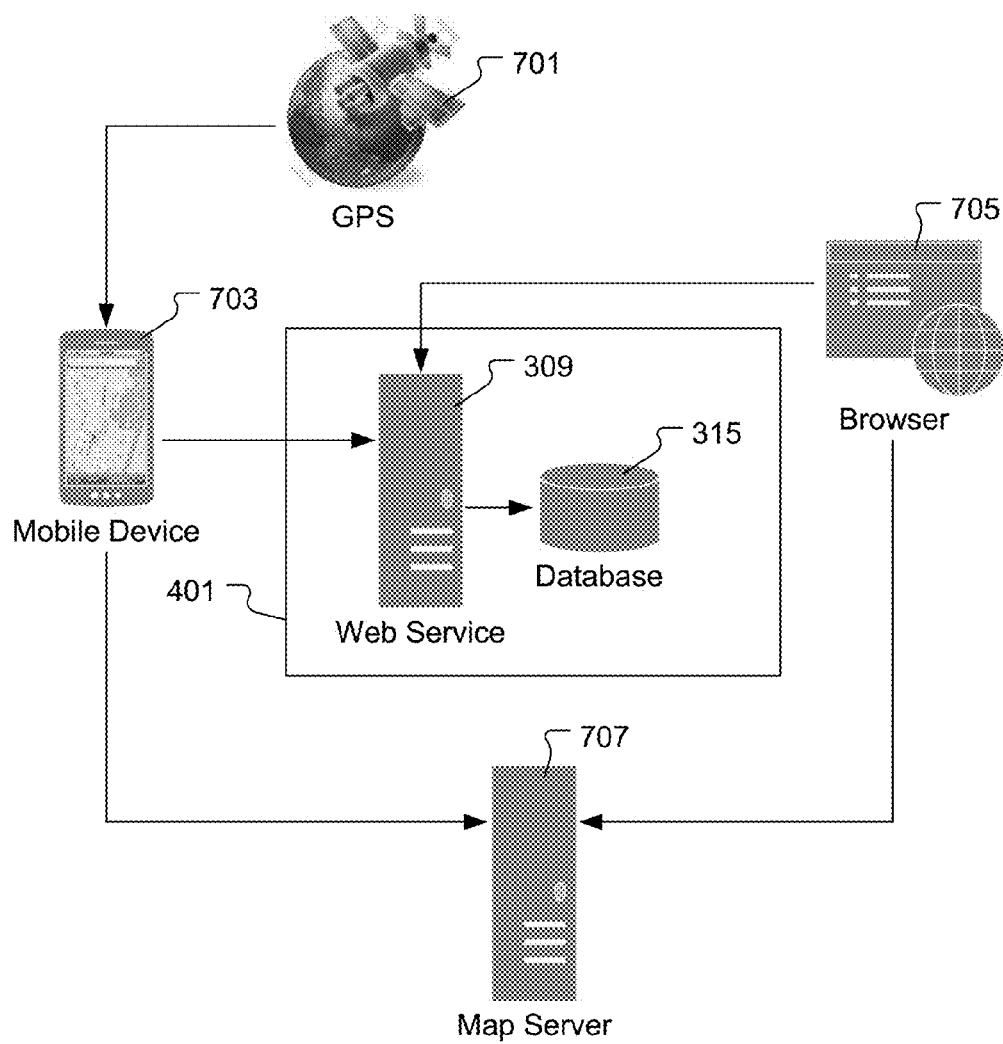 701
GPS
705
703
309
Browser
315
Mobile Device
Database
401
Web Service
707
Map Server